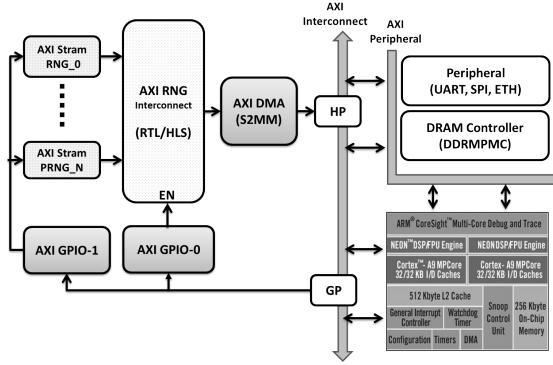 AXI
Interconnect
AXI
Peripheral
AXI Stram
RNG_0
AXI RNG
Interconnect
(RTL/HLS)
EN
AXI DMA
(S2MM)
HP
Peripheral
(UART, SPI, ETH)
DRAM Controller
(DDRMPMC)
AXI Stram
PRNG_N
AXI GPIO-1
AXI GPIO-0
GP
ARM® CoreSight™ Multi-Core Debug and Trace
NEON™ DSP/FPU Engine
NEONDSP/FPU Engine
Cortex™- A9 MPCore
32/32 KB I/D Caches
Cortex- A9 MPCore
32/32 KB I/D Caches
512 Kbyte L2 Cache
General Interrupt
Controller
Watchdog
Timer
Configuration
Timers
DMA
Snoop
Control
Unit
256 Kbyte
On-Chip
Memory